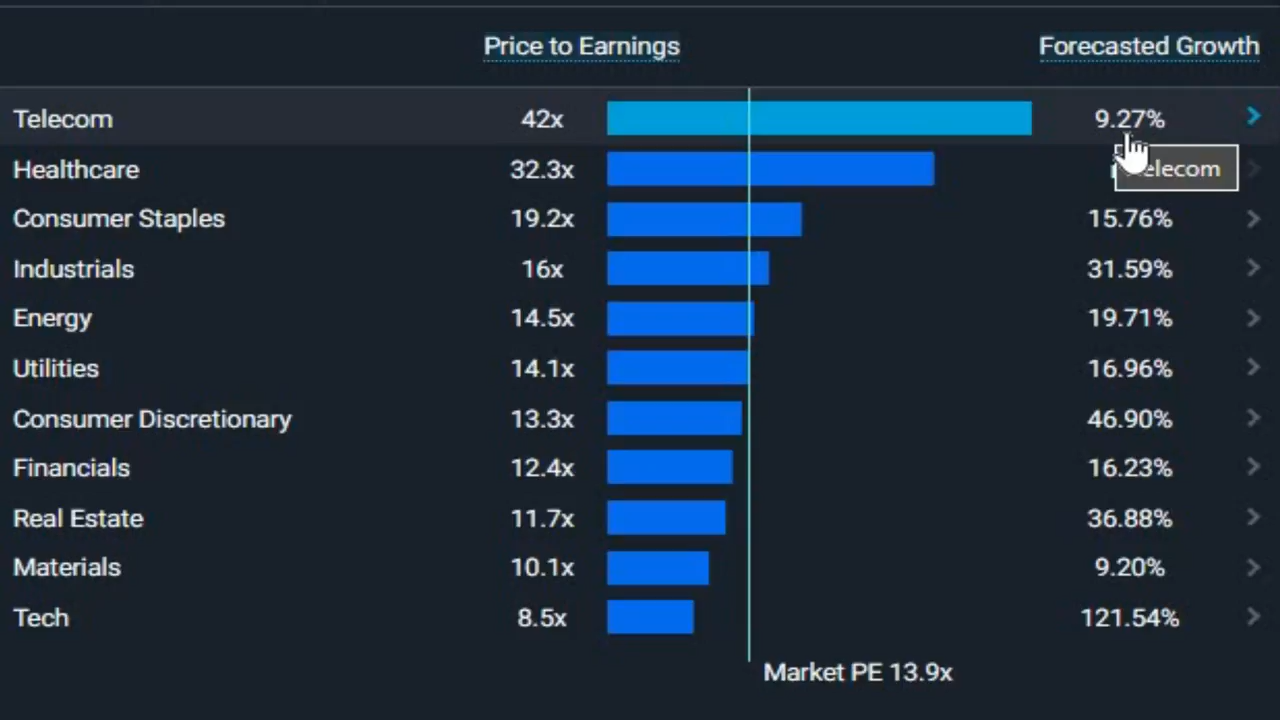 Price to Earnings Forecasted Growth
Telecom 42x 9.27%
Healthcare 32.3x
Consumer Staples 19.2x 15.76%
Industrials 16x 31.59%
Energy 14.5x 19.71%
Utilities 14.1x 16.96%
Consumer Discretionary 13.3x 46.90%
Financials 12.4x 16.23%
Real Estate 11.7x 36.88%
Materials 10.1x 9.20%
Tech 8.5x 121.54%
Market PE 13.9x